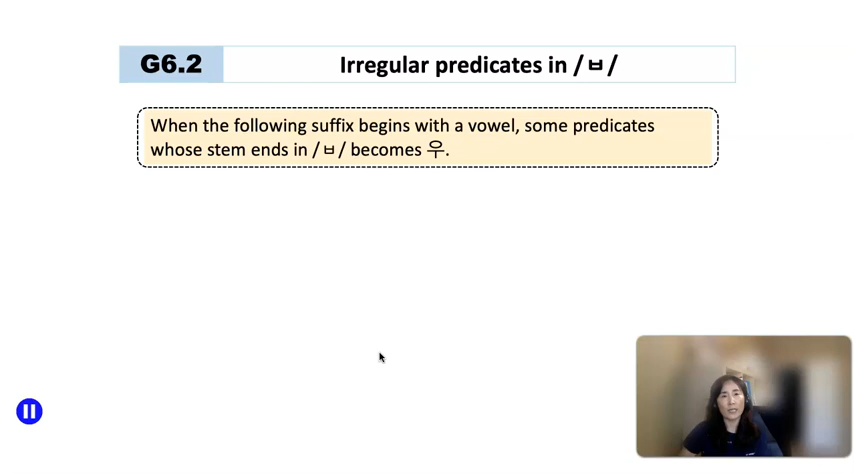 G6.2
Irregular predicates in /ㅂ/
When the following suffix begins with a vowel, some predicates
whose stem ends in /ㅂ/ becomes 우.